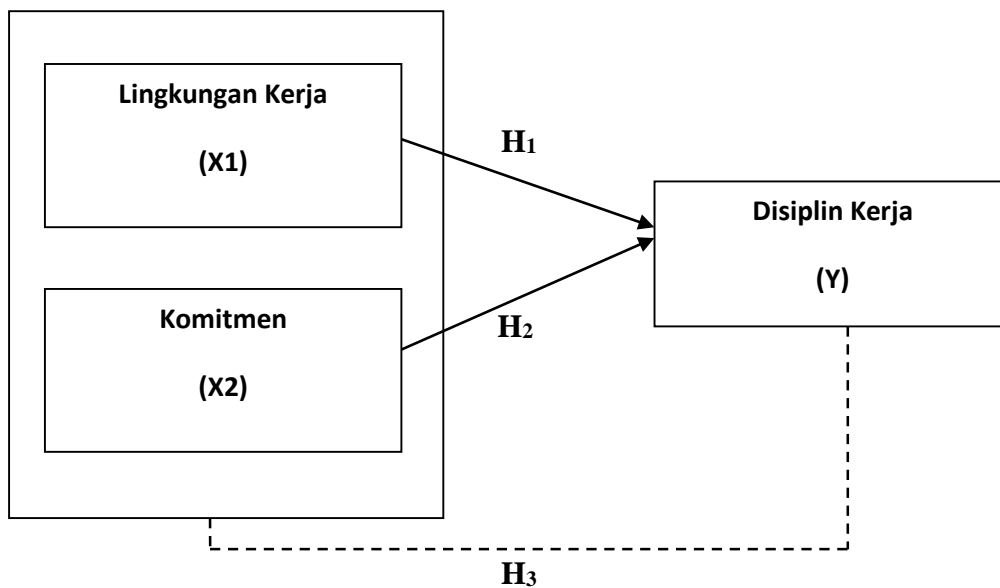 Lingkungan Kerja
(X1)
H1
Disiplin Kerja
(Y)
Komitmen
(X2)
H2
H3